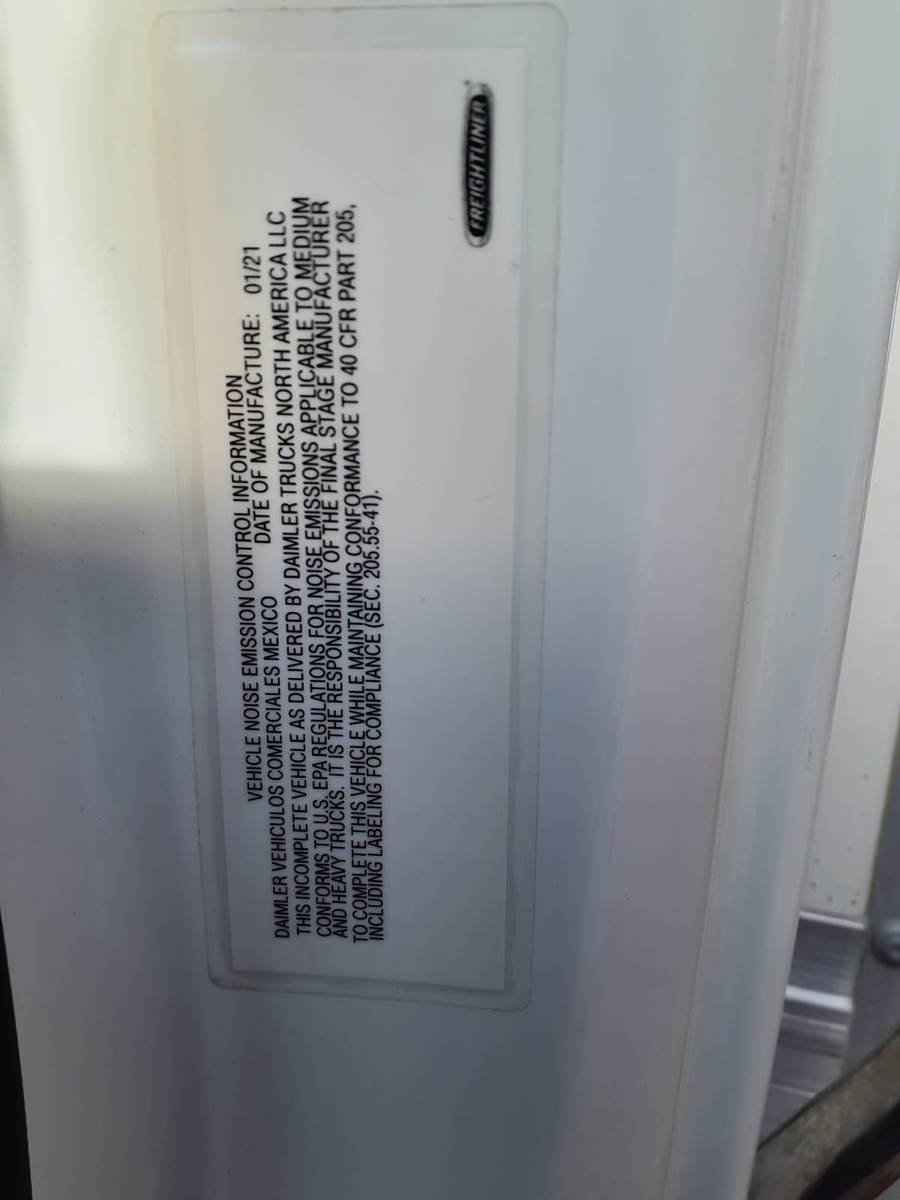 VEHICLE NOISE EMISSION CONTROL INFORMATION
DAIMLER VEHICULOS COMERCIALES MEXICO DATE OF MANUFACTURE: 01/21
THIS INCOMPLETE VEHICLE AS DELIVERED BY DAIMLER TRUCKS NORTH AMERICA LLC
CONFORMS TO U.S. EPA REGULATIONS FOR NOISE EMISSIONS APPLICABLE TO MEDIUM
AND HEAVY TRUCKS. IT IS THE RESPONSIBILITY OF THE FINAL STAGE MANUFACTURER
TO COMPLETE THIS VEHICLE WHILE MAINTAINING CONFORMANCE TO 40 CFR PART 205,
INCLUDING LABELING FOR COMPLIANCE (SEC. 205.55-41).
FREIGHTLINER